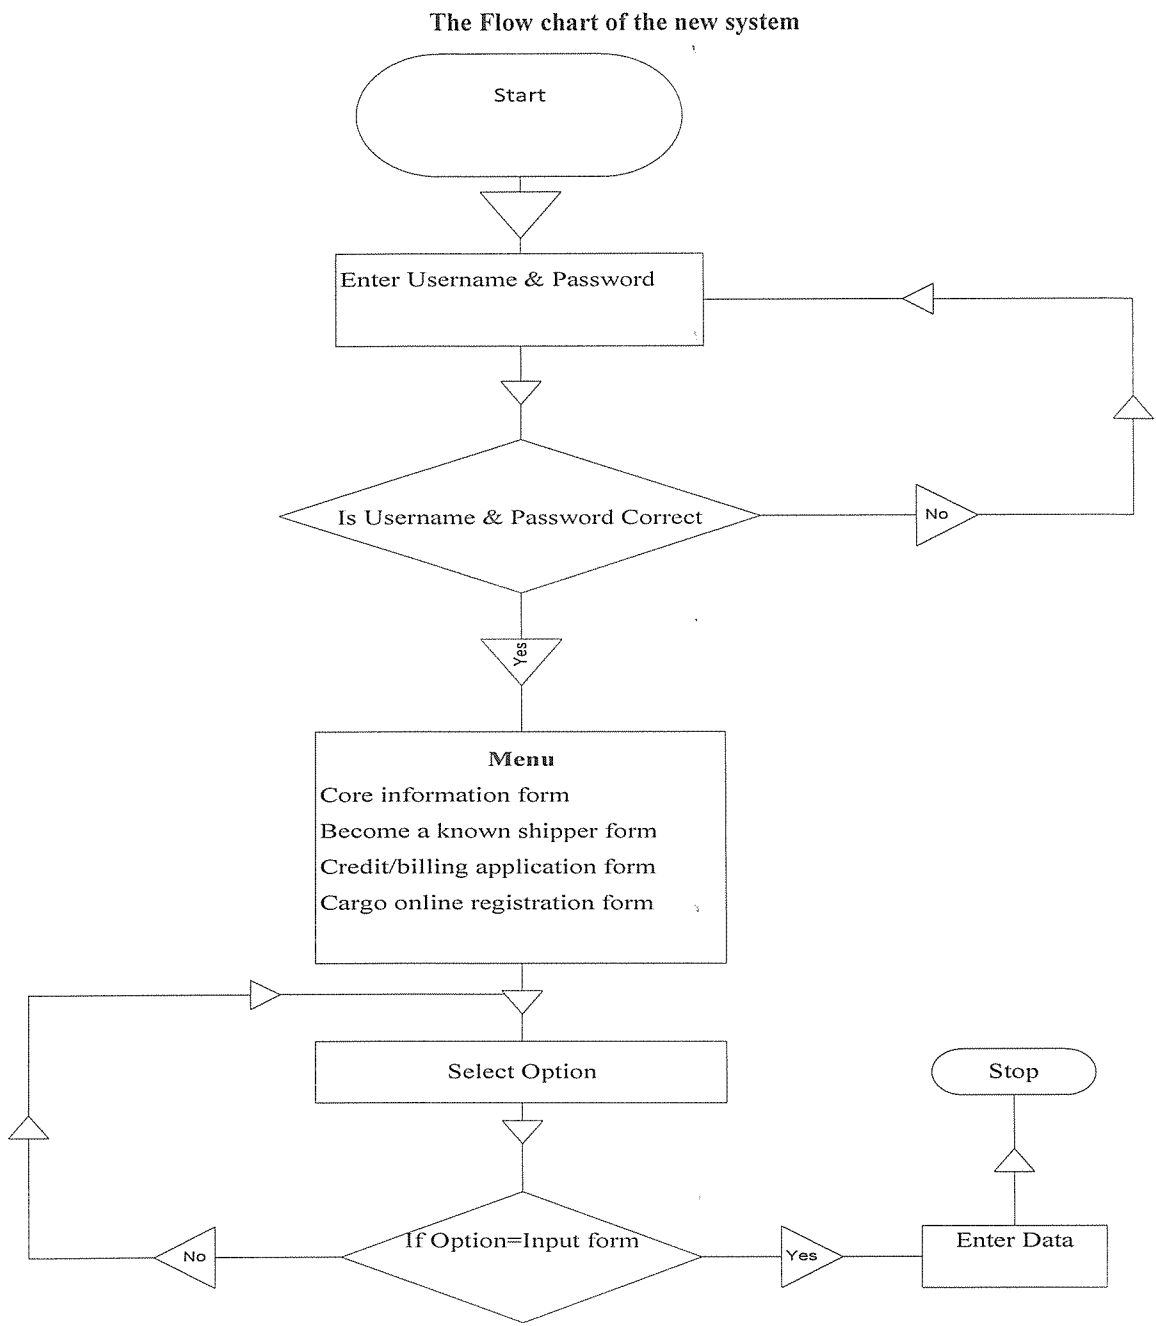 The Flow chart of the new system
Start
Enter Username & Password
Is Username & Password Correct
No
Yes
Menu
Core information form
Become a known shipper form
Credit/billing application form
Cargo online registration form
Select Option
Stop
If Option=Input form
No
Yes
Enter Data